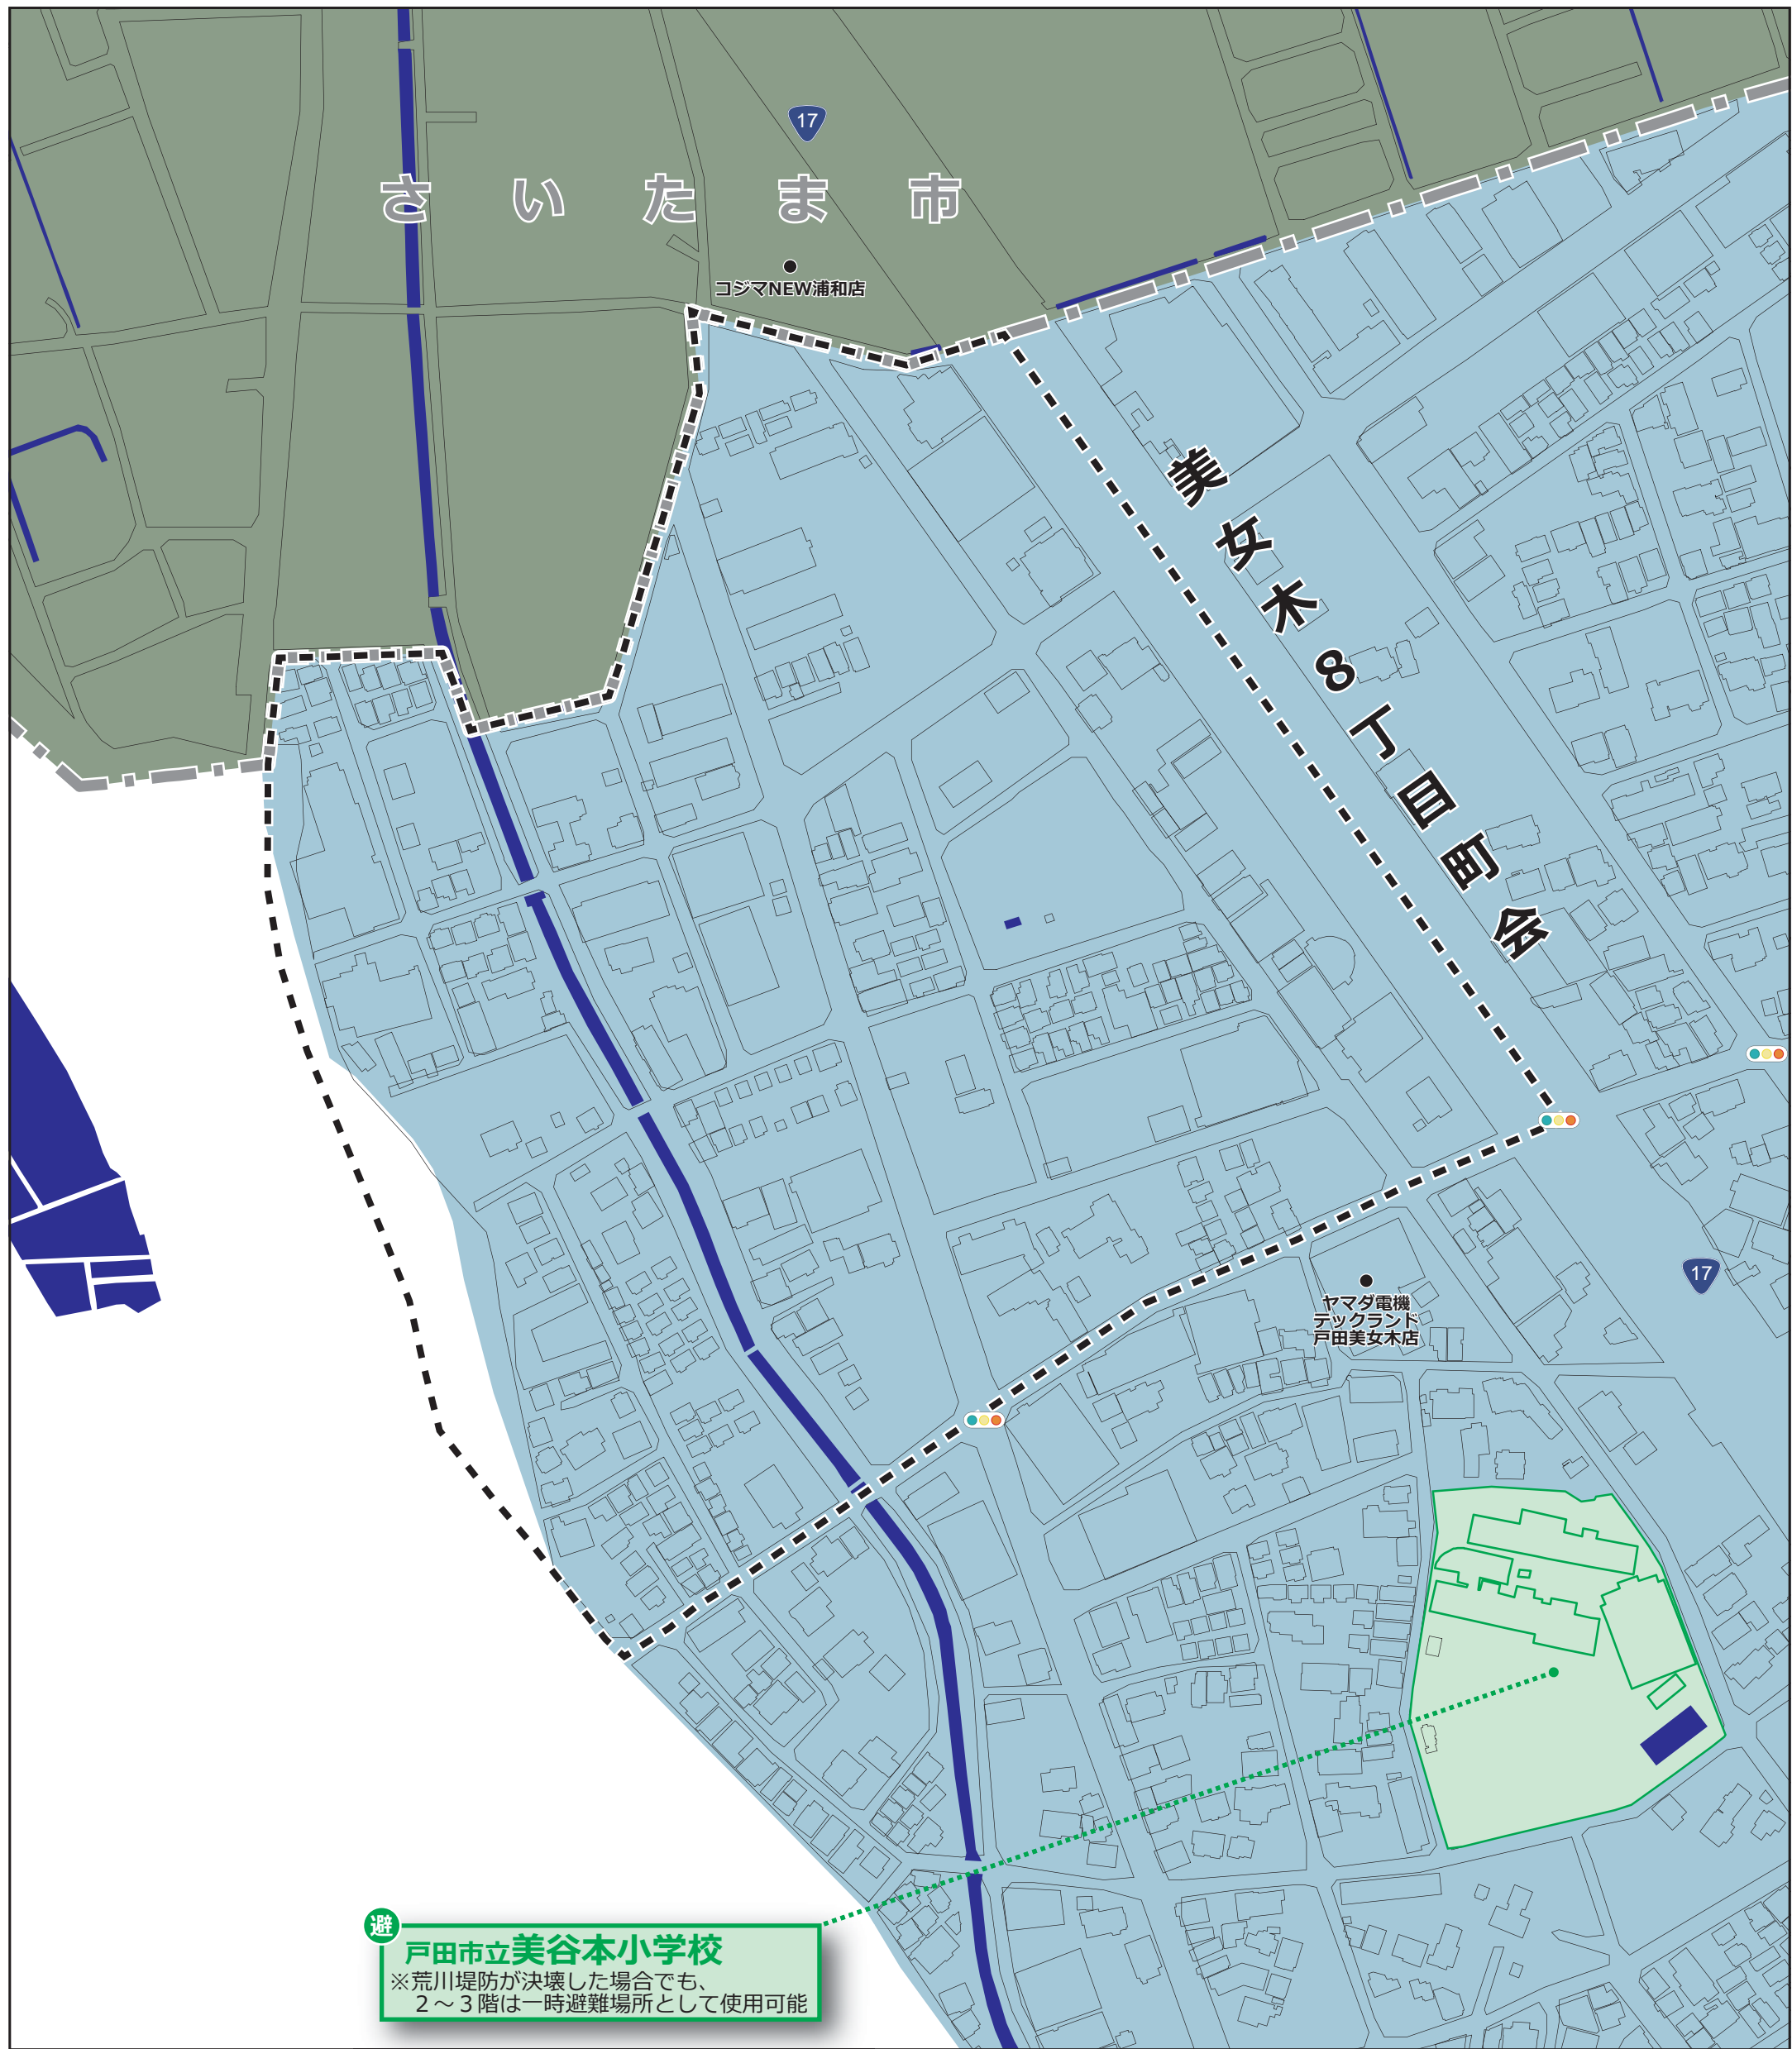 17
さいたま市
コジマNEW浦和店
美女木8丁目町会
17
ヤマダ電機
テックランド
戸田美女木店
避
戸田市立美谷本小学校
※荒川堤防が決壊した場合でも、
2～3階は一時避難場所として使用可能